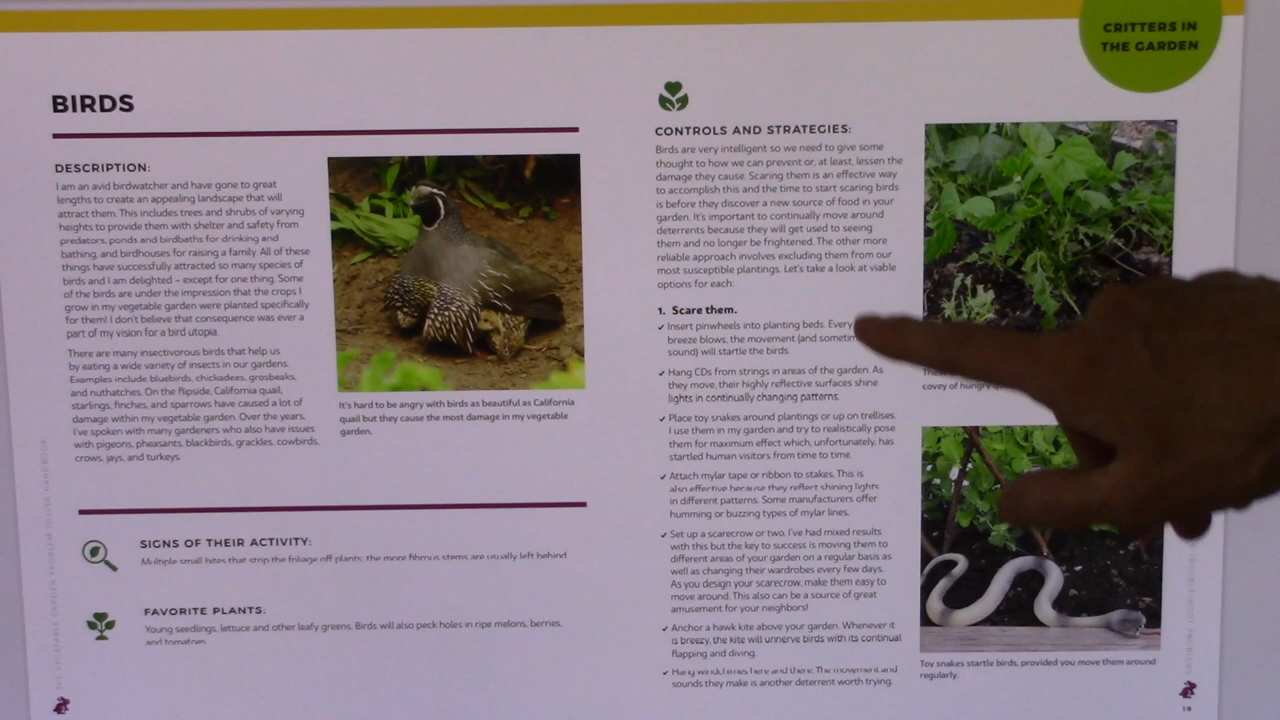 CRITTERS IN
THE GARDEN
BIRDS
DESCRIPTION:
I am an avid birdwatcher and have gone to great
lengths to create an appealing landscape that will
attract them. This includes trees and shrubs of varying
heights to provide them with shelter and safety from
predators, ponds and birdbaths for drinking and
bathing, and birdhouses for raising a family. All of these
things have successfully attracted so many species of
birds and I am delighted – except for one thing. Some
of the birds are under the impression that the crops I
grow in my vegetable garden were planted specifically
for them! I don't believe that consequence was ever a
part of my vision for a bird utopia.
There are many insectivorous birds that help us
by eating a wide variety of insects in our gardens.
Examples include bluebirds, chickadees, grosbeaks,
and nuthatches. On the flipside, California quail,
starlings, finches, and sparrows have caused a lot of
damage within my vegetable garden. Over the years,
I've spoken with many gardeners who also have issues
with pigeons, pheasants, blackbirds, grackles, cowbirds,
crows, jays, and turkeys.
It's hard to be angry with birds as beautiful as California
quail but they cause the most damage in my vegetable
garden.
SIGNS OF THEIR ACTIVITY:
Multiple small bites that strip the foliage off plants; the more fibrous stems are usually left behind
FAVORITE PLANTS:
Young seedlings, lettuce and other leafy greens. Birds will also peck holes in ripe melons, berries,
and tomatoes.
CONTROLS AND STRATEGIES:
Birds are very intelligent so we need to give some
thought to how we can prevent or, at least, lessen the
damage they cause. Scaring them is an effective way
to accomplish this and the time to start scaring birds
is before they discover a new source of food in your
garden. It's important to continually move around
deterrents because they will get used to seeing
them and no longer be frightened. The other more
reliable approach involves excluding them from our
most susceptible plantings. Let's take a look at viable
options for each:
1. Scare them.
✓ Insert pinwheels into planting beds. Every
breeze blows, the movement (and
sound) will startle the birds.
✓ Hang CDs from strings in areas of the garden. As
they move, their highly reflective surfaces shine
lights in continually changing patterns.
✓ Place toy snakes around plantings or up on trellises.
I use them in my garden and try to realistically pose
them for maximum effect which, unfortunately, has
startled human visitors from time to time.
✓ Attach mylar tape or ribbon to stakes. This is
also effective because they reflect shining lights
in different patterns. Some manufacturers offer
humming or buzzing types of mylar lines.
✓ Set up a scarecrow or two. I've had mixed results
with this but the key to success is moving them to
different areas of your garden on a regular basis as
well as changing their wardrobes every few days.
As you design your scarecrow, make them easy to
move around. This also can be a source of great
amusement for your neighbors!
✓ Anchor a hawk kite above your garden. Whenever it
is breezy, the kite will unnerve birds with its continual
flapping and diving.
✓ Hang windchimes here and there. The movement and
sounds they make is another deterrent worth trying.
covey of hungry
Toy snakes startle birds, provided you move them around
regularly.
19